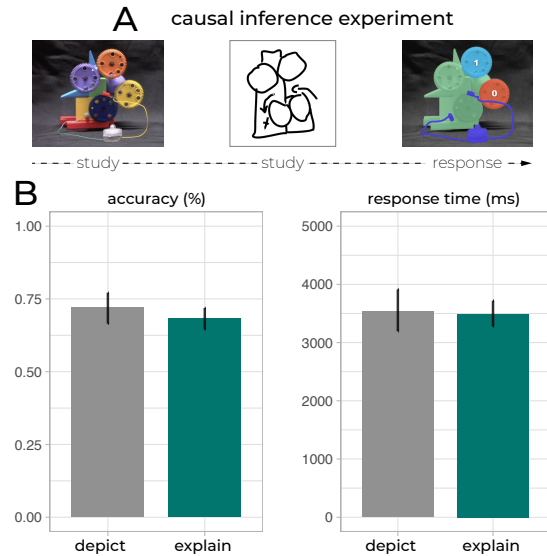 A causal inference experiment
1
0
study study response
B
accuracy (%) response time (ms)
1.00
0.75
0.50
0.25
0.00
5000
4000
3000
2000
1000
0
depict explain depict explain